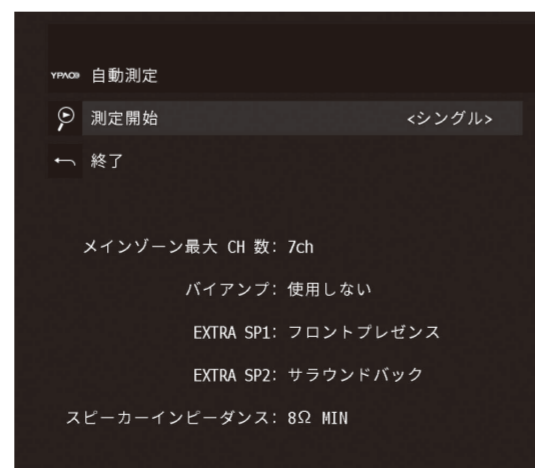 YPAO 自動測定
測定開始 <シングル>
終了
メインゾーン最大 CH 数: 7ch
バイアンプ: 使用しない
EXTRA SP1: フロントプレゼンス
EXTRA SP2: サラウンドバック
スピーカーインピーダンス: 8Ω MIN